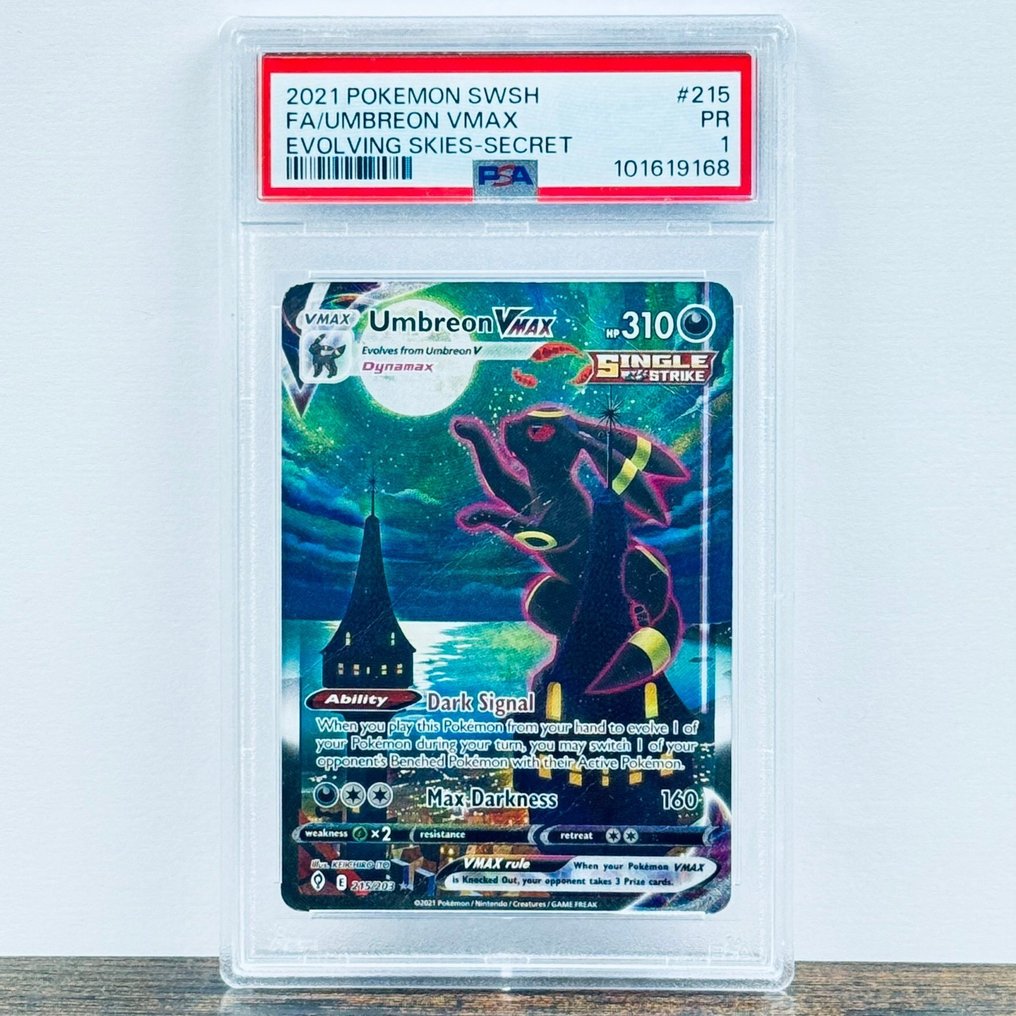 2021 POKEMON SWSH #215
FA/UMBREON VMAX PR
EVOLVING SKIES-SECRET 1
PSA 101619168
VMAX Umbreon VMAX HP 310
Evolves from Umbreon V
Dynamax
SINGLE STRIKE
Ability Dark Signal
When you play this Pokémon from your hand to evolve 1 of
your Pokémon during your turn, you may switch 1 of your
opponent's Benched Pokémon with their Active Pokémon.
Max Darkness 160
weakness ×2 resistance retreat
illus. KEIICHIRO ITO
VMAX rule When your Pokémon VMAX
is Knocked Out, your opponent takes 3 Prize cards.
E 215/203
©2021 Pokémon / Nintendo / Creatures / GAME FREAK